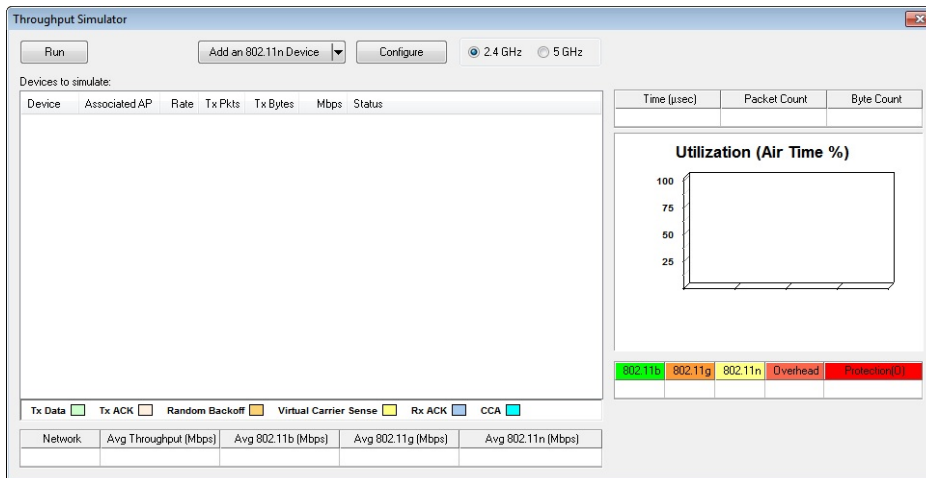 Throughput Simulator
Run Add an 802.11n Device Configure 2.4 GHz 5 GHz
Devices to simulate:
Device Associated AP Rate Tx Pkts Tx Bytes Mbps Status
Time (µsec) Packet Count Byte Count
Utilization (Air Time %)
100
75
50
25
802.11b 802.11g 802.11n Overhead Protection(O)
Tx Data Tx ACK Random Backoff Virtual Carrier Sense Rx ACK CCA
Network Avg Throughput (Mbps) Avg 802.11b (Mbps) Avg 802.11g (Mbps) Avg 802.11n (Mbps)